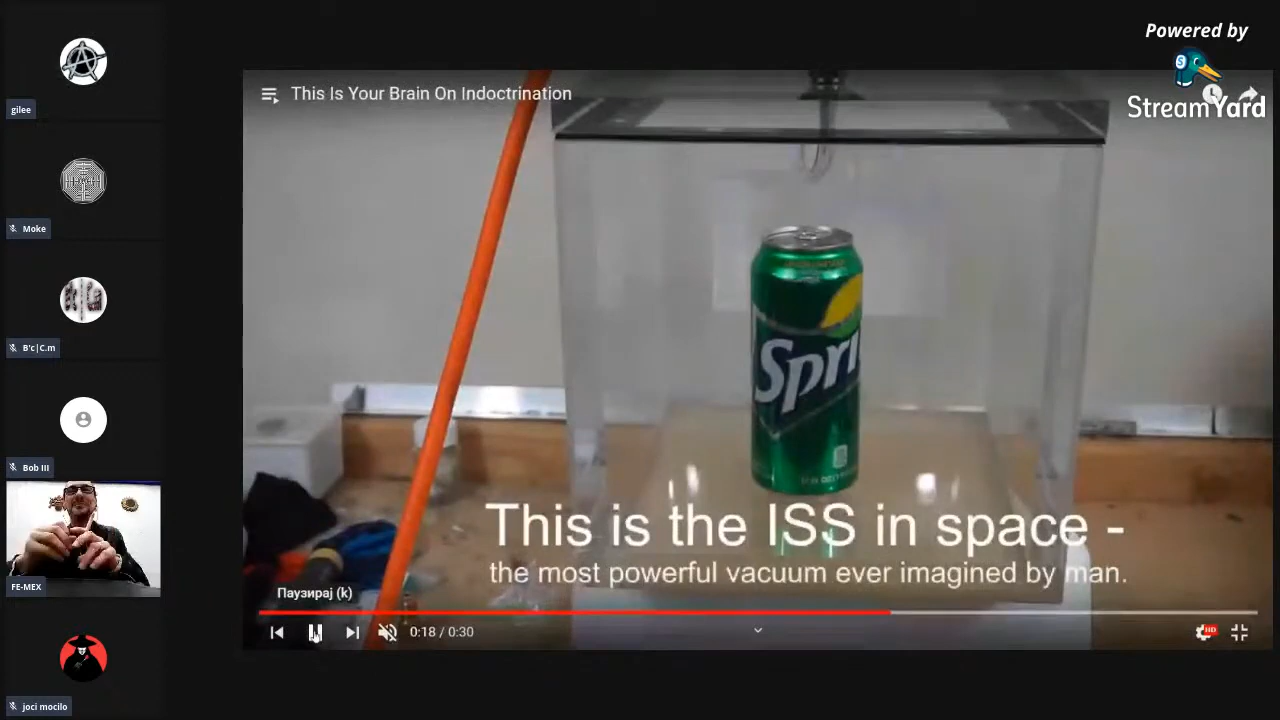 Powered by
StreamYard
gilee
Moke
B'c|C.m
Bob III
FE-MEX
joci mocilo
This Is Your Brain On Indoctrination
Spri
This is the ISS in space -
the most powerful vacuum ever imagined by man.
Паузирај (k)
0:18 / 0:30
HD